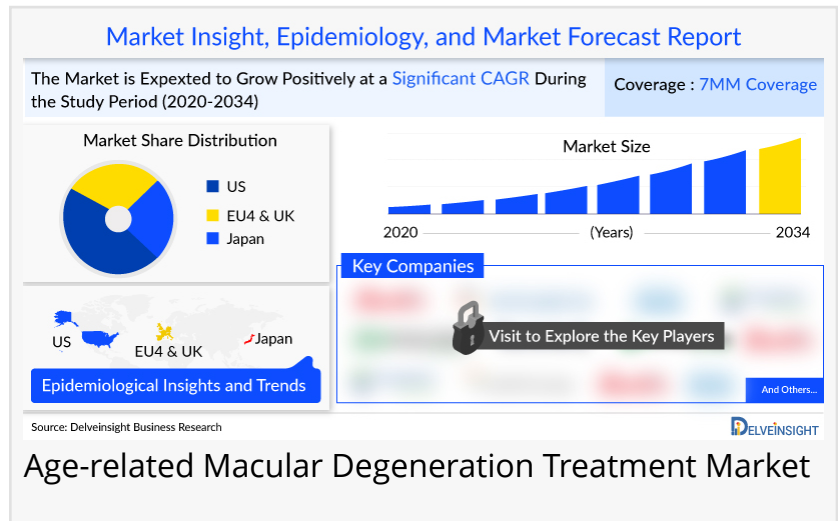 Market Insight, Epidemiology, and Market Forecast Report
The Market is Expexted to Grow Positively at a Significant CAGR During
the Study Period (2020-2034)
Coverage : 7MM Coverage
Market Share Distribution
US
EU4 & UK
Japan
Market Size
2020
(Years)
2034
Key Companies
Visit to Explore the Key Players
And Others...
US
EU4 & UK
Japan
Epidemiological Insights and Trends
Source: Delveinsight Business Research
DELVEINSIGHT
Age-related Macular Degeneration Treatment Market